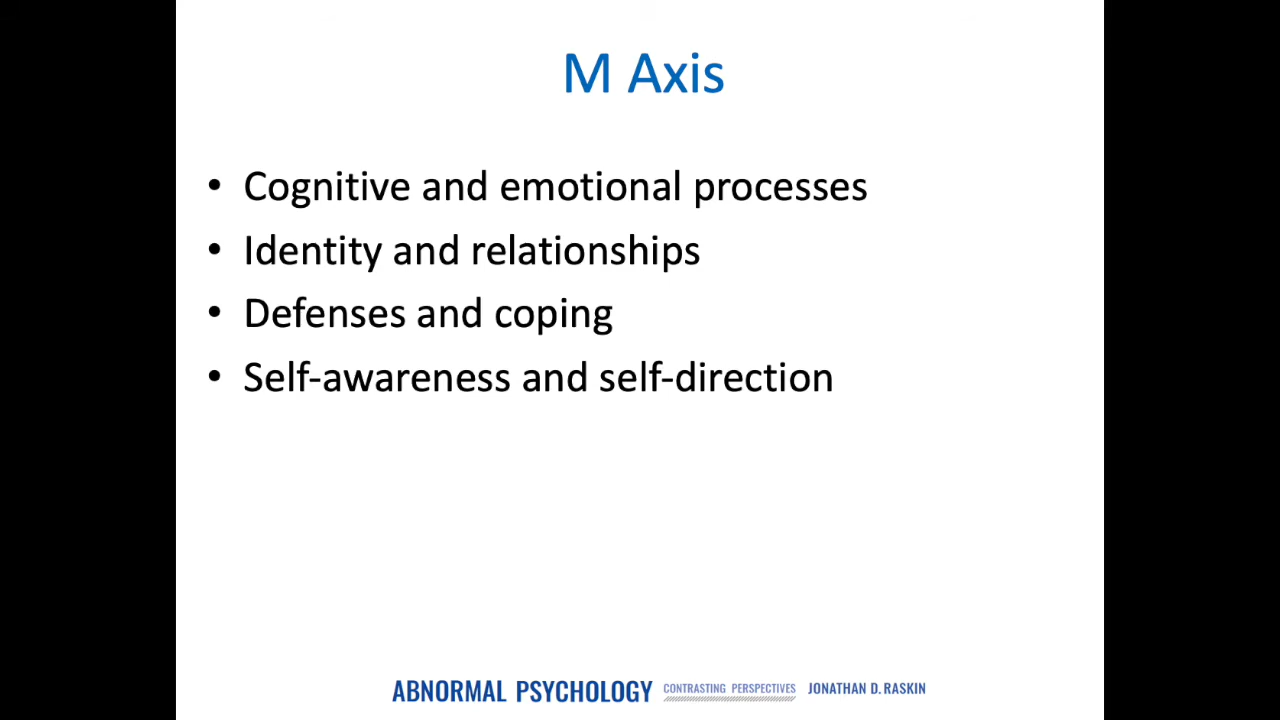 M Axis
• Cognitive and emotional processes
• Identity and relationships
• Defenses and coping
• Self-awareness and self-direction
ABNORMAL PSYCHOLOGY CONTRASTING PERSPECTIVES JONATHAN D. RASKIN